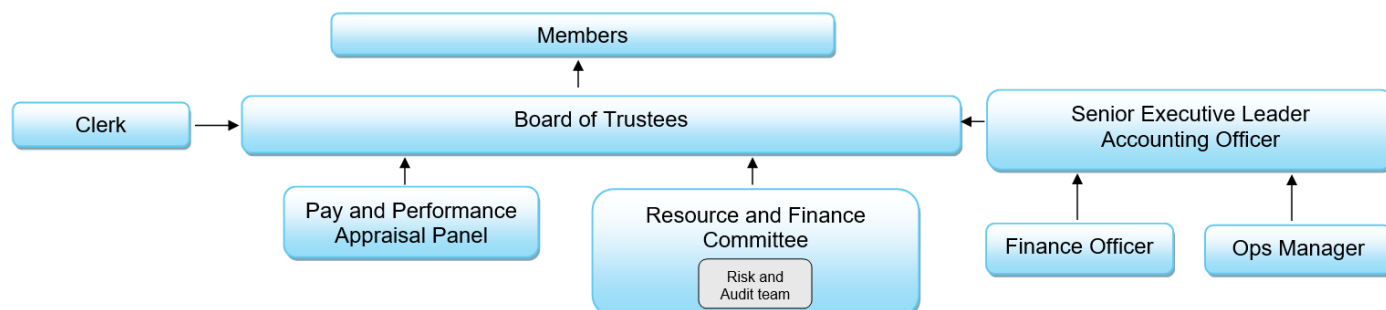 Members
Clerk
Board of Trustees
Senior Executive Leader
Accounting Officer
Pay and Performance
Appraisal Panel
Resource and Finance
Committee
Risk and
Audit team
Finance Officer
Ops Manager